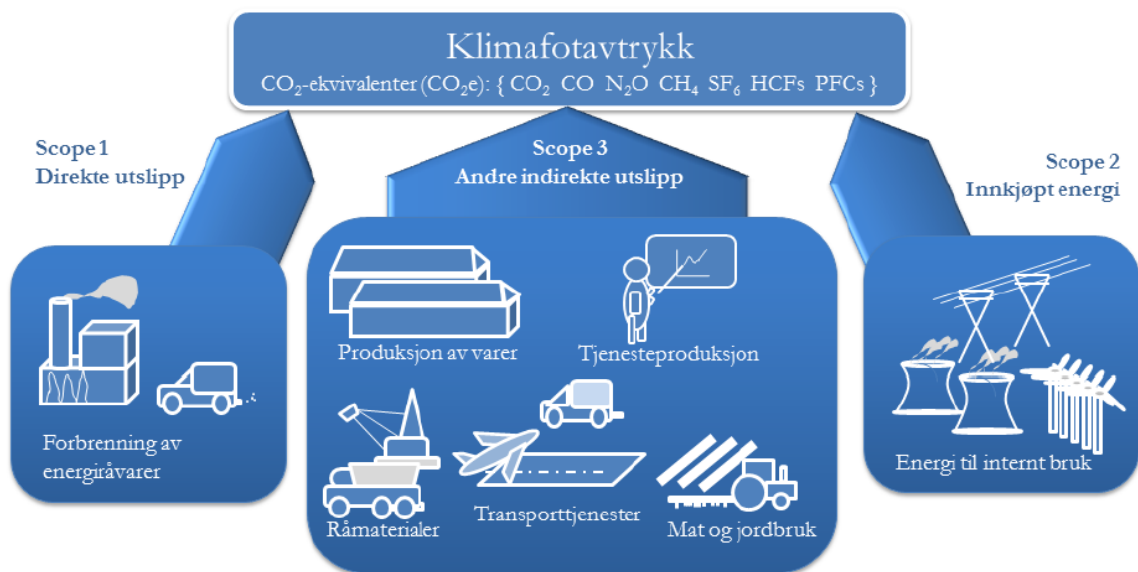 Klimafotavtrykk
CO₂-ekvivalenter (CO₂e): { CO₂ CO N₂O CH₄ SF₆ HCFs PFCs }
Scope 1
Direkte utslipp
Scope 3
Andre indirekte utslipp
Scope 2
Innkjøpt energi
Produksjon av varer
Tjenesteproduksjon
Forbrenning av
energiråvarer
Råmaterialer
Transporttjenester
Mat og jordbruk
Energi til internt bruk